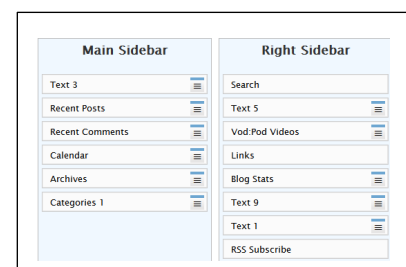 Main Sidebar
Text 3
Recent Posts
Recent Comments
Calendar
Archives
Categories 1
Right Sidebar
Search
Text 5
Vod:Pod Videos
Links
Blog Stats
Text 9
Text 1
RSS Subscribe